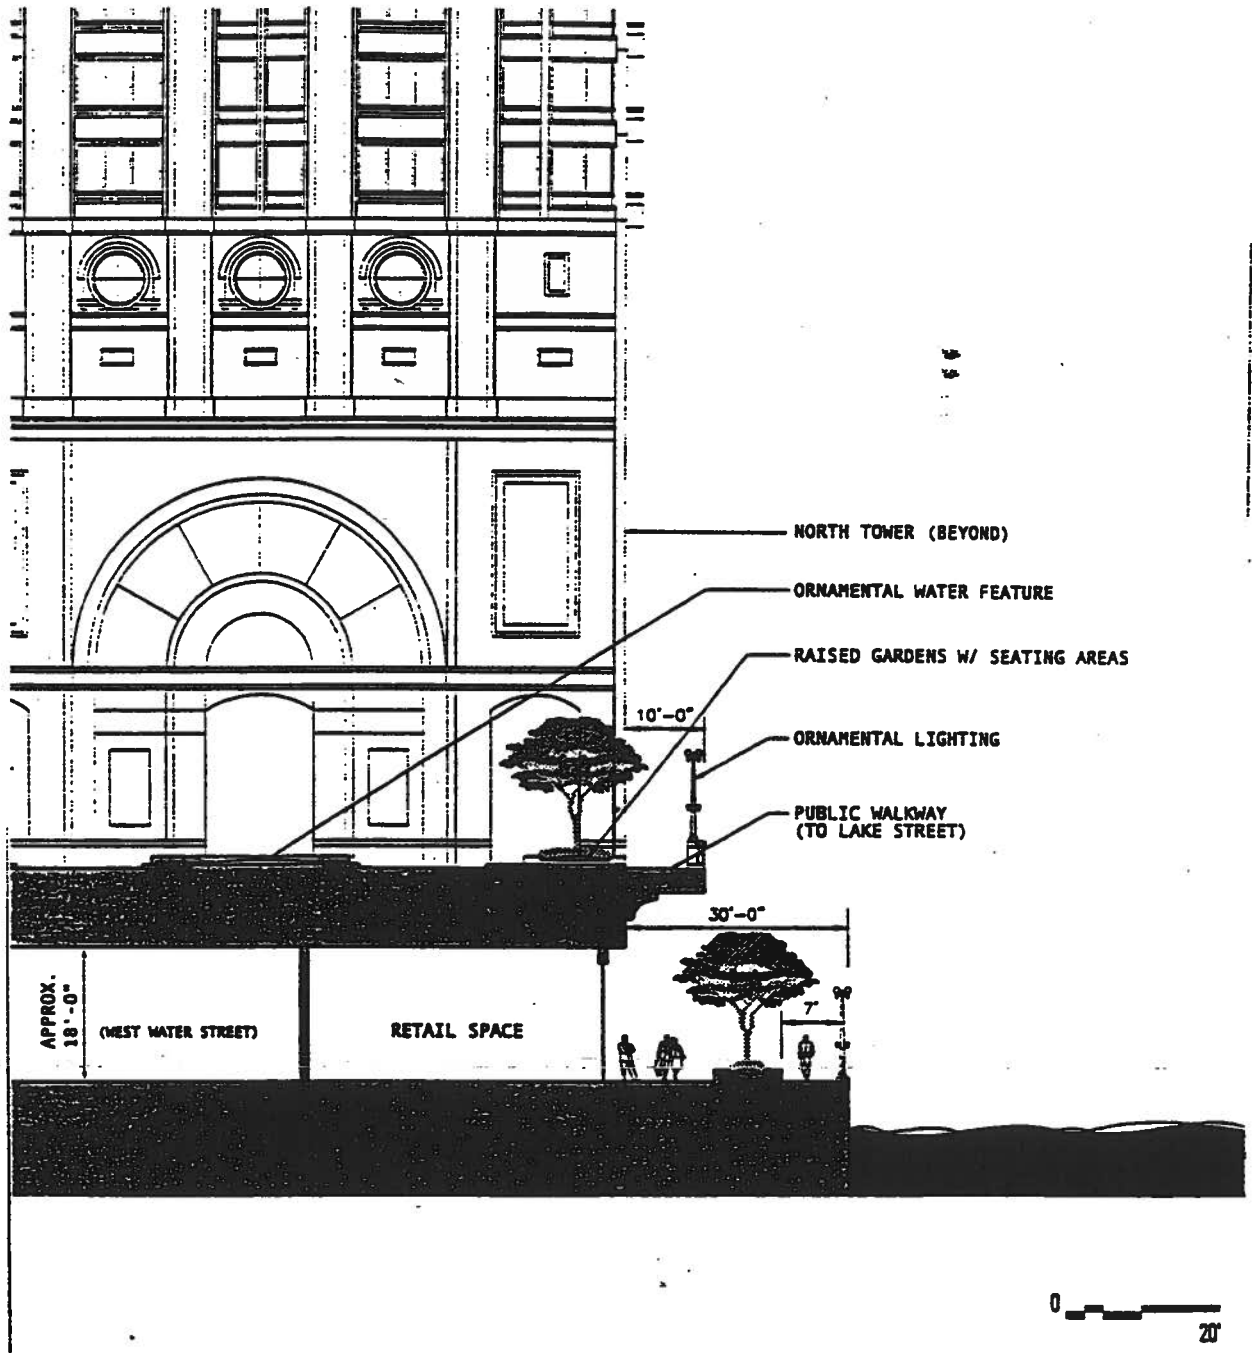 NORTH TOWER (BEYOND)
ORNAMENTAL WATER FEATURE
RAISED GARDENS W/ SEATING AREAS
10'-0"
ORNAMENTAL LIGHTING
PUBLIC WALKWAY
(TO LAKE STREET)
30'-0"
APPROX.
18'-0"
(WEST WATER STREET)
RETAIL SPACE
7'
0
20'